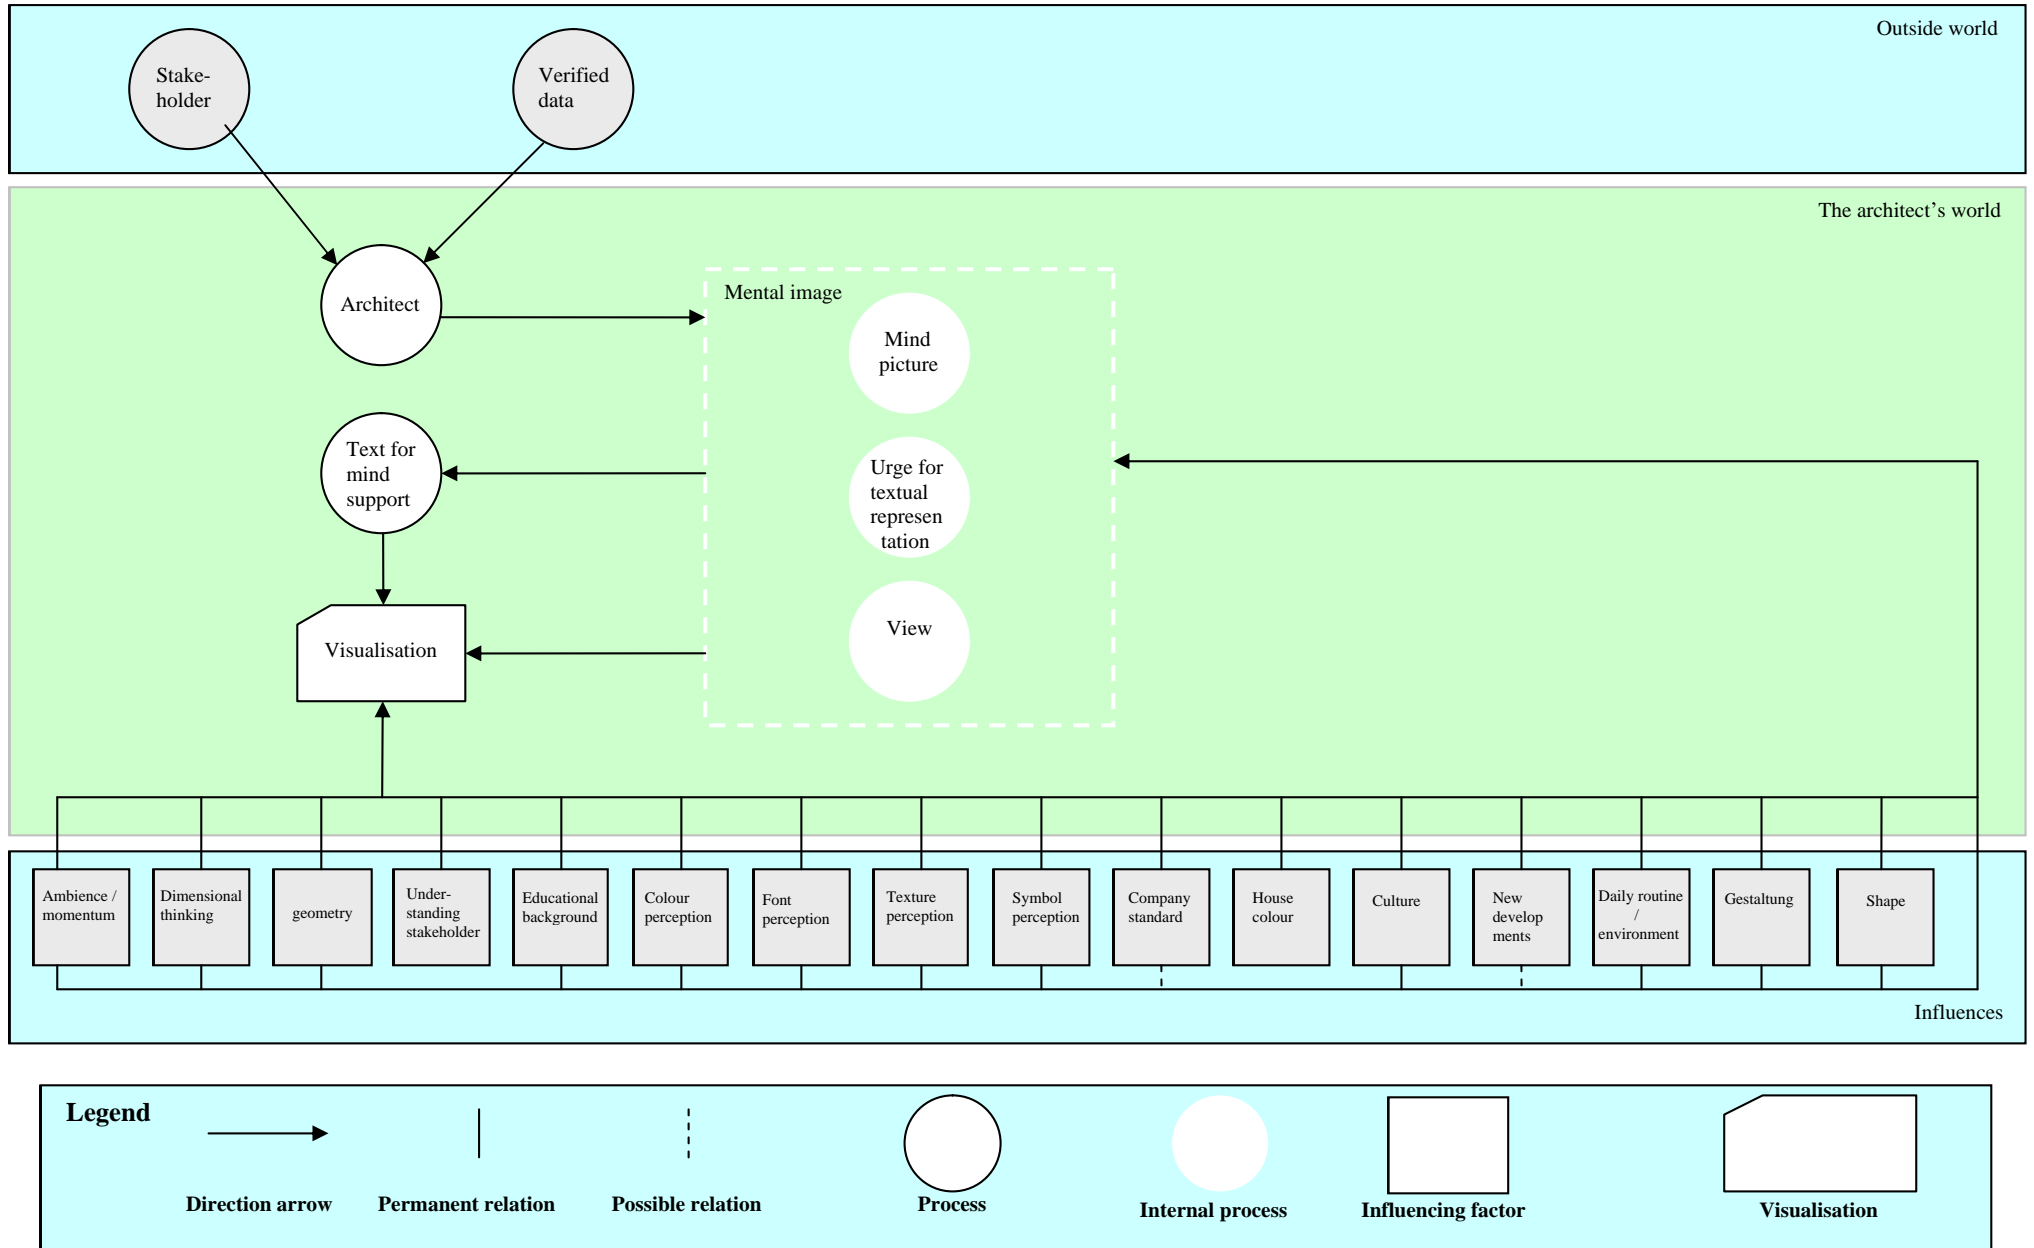 Outside world
Stake-
holder
Verified
data
The architect's world
Architect
Mental image
Mind
picture
Text for
mind
support
Urge for
textual
represen
tation
View
Visualisation
Ambience /
momentum
Dimensional
thinking
geometry
Under-
standing
stakeholder
Educational
background
Colour
perception
Font
perception
Texture
perception
Symbol
perception
Company
standard
House
colour
Culture
New
develop
ments
Daily routine
/
environment
Gestaltung
Shape
Influences
Legend
Direction arrow
Permanent relation
Possible relation
Process
Internal process
Influencing factor
Visualisation